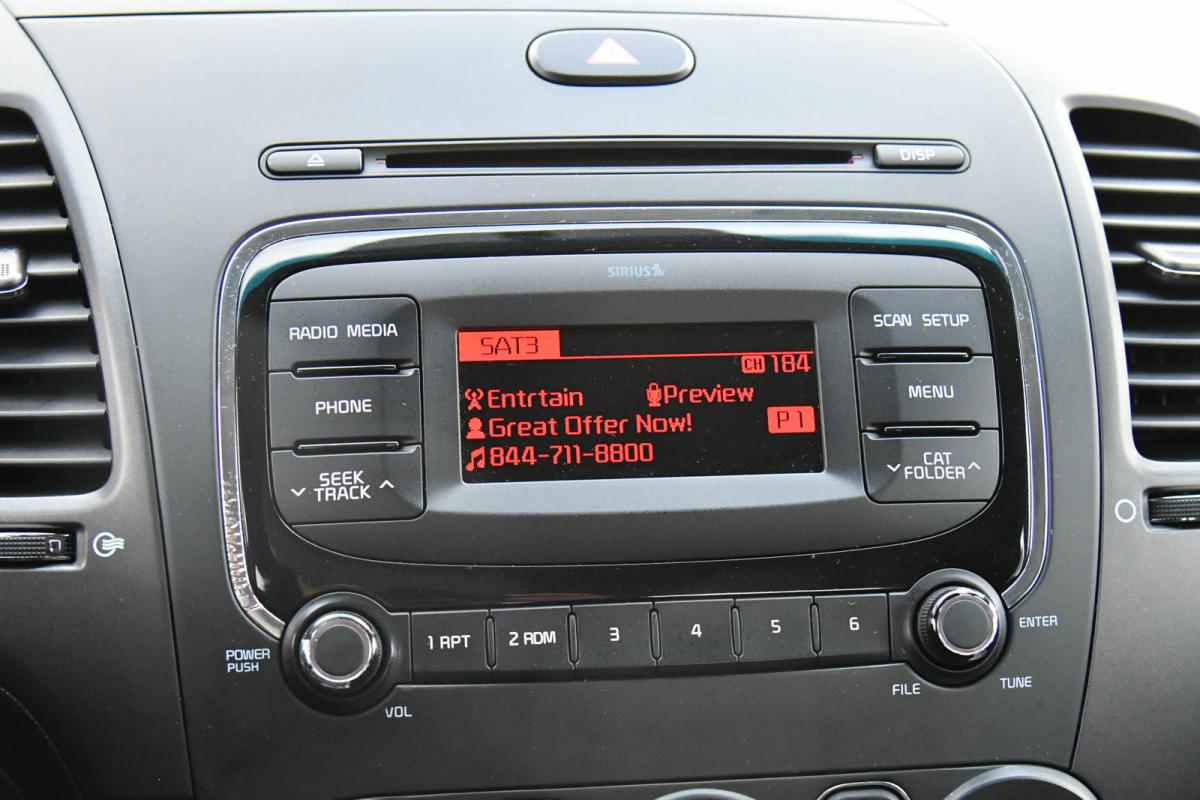 DISP
SIRIUS
RADIO MEDIA
PHONE
SEEK
TRACK
SAT3
CH 184
Entrtain Preview
Great Offer Now! P1
844-711-8800
SCAN SETUP
MENU
CAT
FOLDER
POWER
PUSH
VOL
1 RPT
2 RDM
3
4
5
6
ENTER
FILE
TUNE